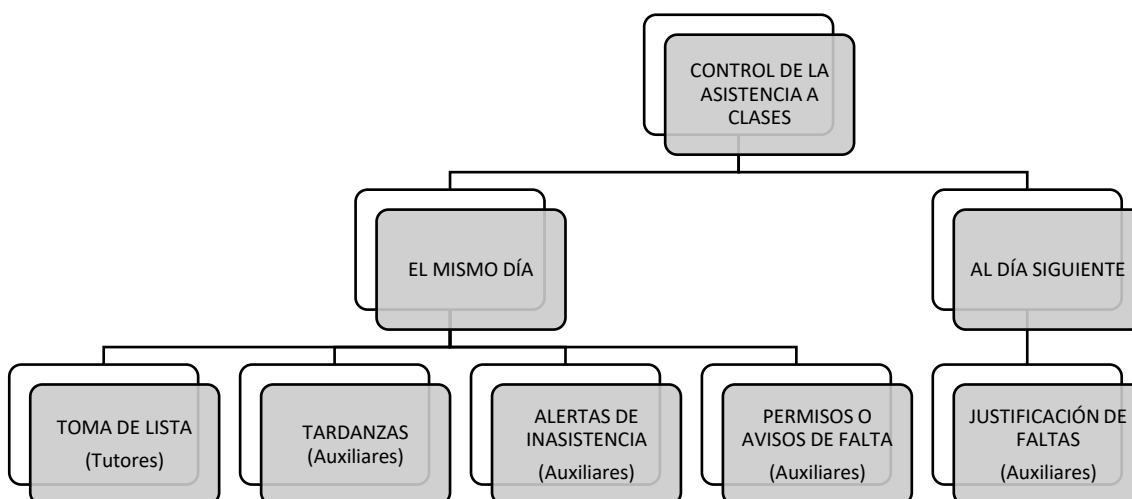 CONTROL DE LA
ASISTENCIA A
CLASES
EL MISMO DÍA
AL DÍA SIGUIENTE
TOMA DE LISTA
(Tutores)
TARDANZAS
(Auxiliares)
ALERTAS DE
INASISTENCIA
(Auxiliares)
PERMISOS O
AVISOS DE FALTA
(Auxiliares)
JUSTIFICACIÓN DE
FALTAS
(Auxiliares)